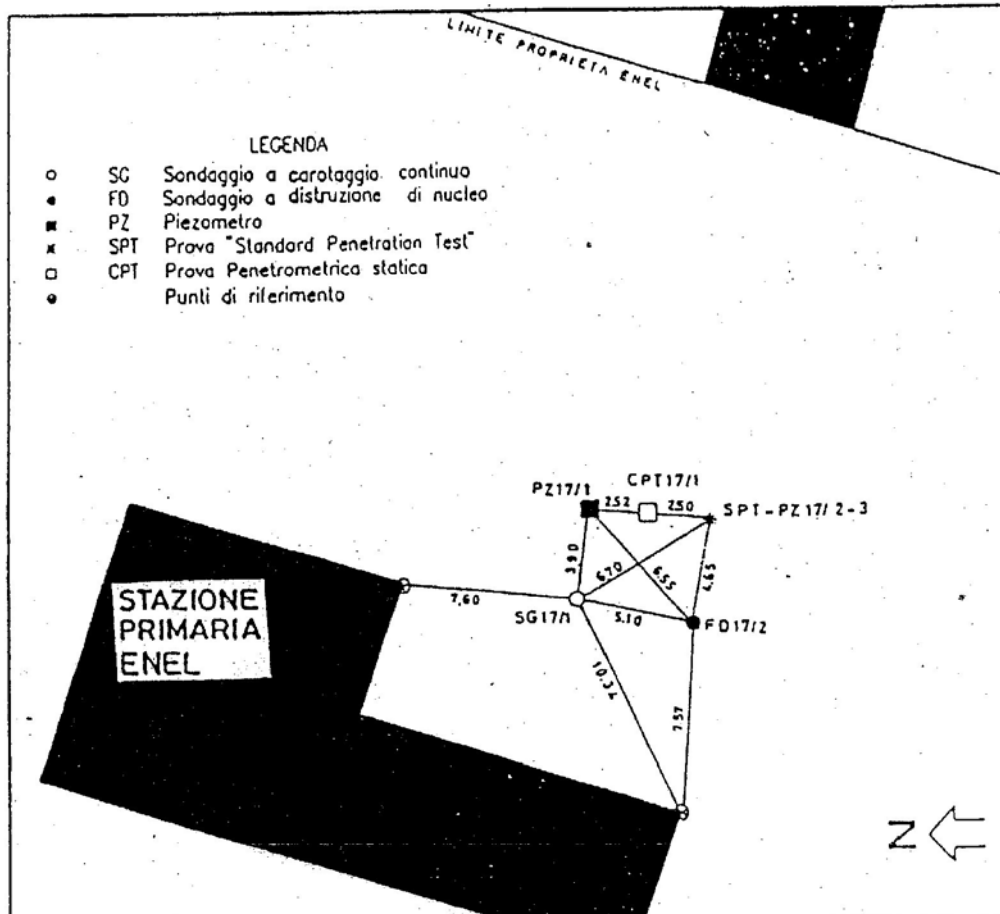 LIMITE PROPRIETA ENEL
LEGENDA
SG Sondaggio a carotaggio continuo
FD Sondaggio a distruzione di nucleo
PZ Piezometro
SPT Prova "Standard Penetration Test"
CPT Prova Penetrometrica statica
Punti di riferimento
PZ17/1
CPT17/1
SPT-PZ17/2-3
2.52
2.50
3.90
6.70
6.55
4.65
7,60
SG17/1
5.10
FD17/2
10.34
7.57
STAZIONE
PRIMARIA
ENEL
N